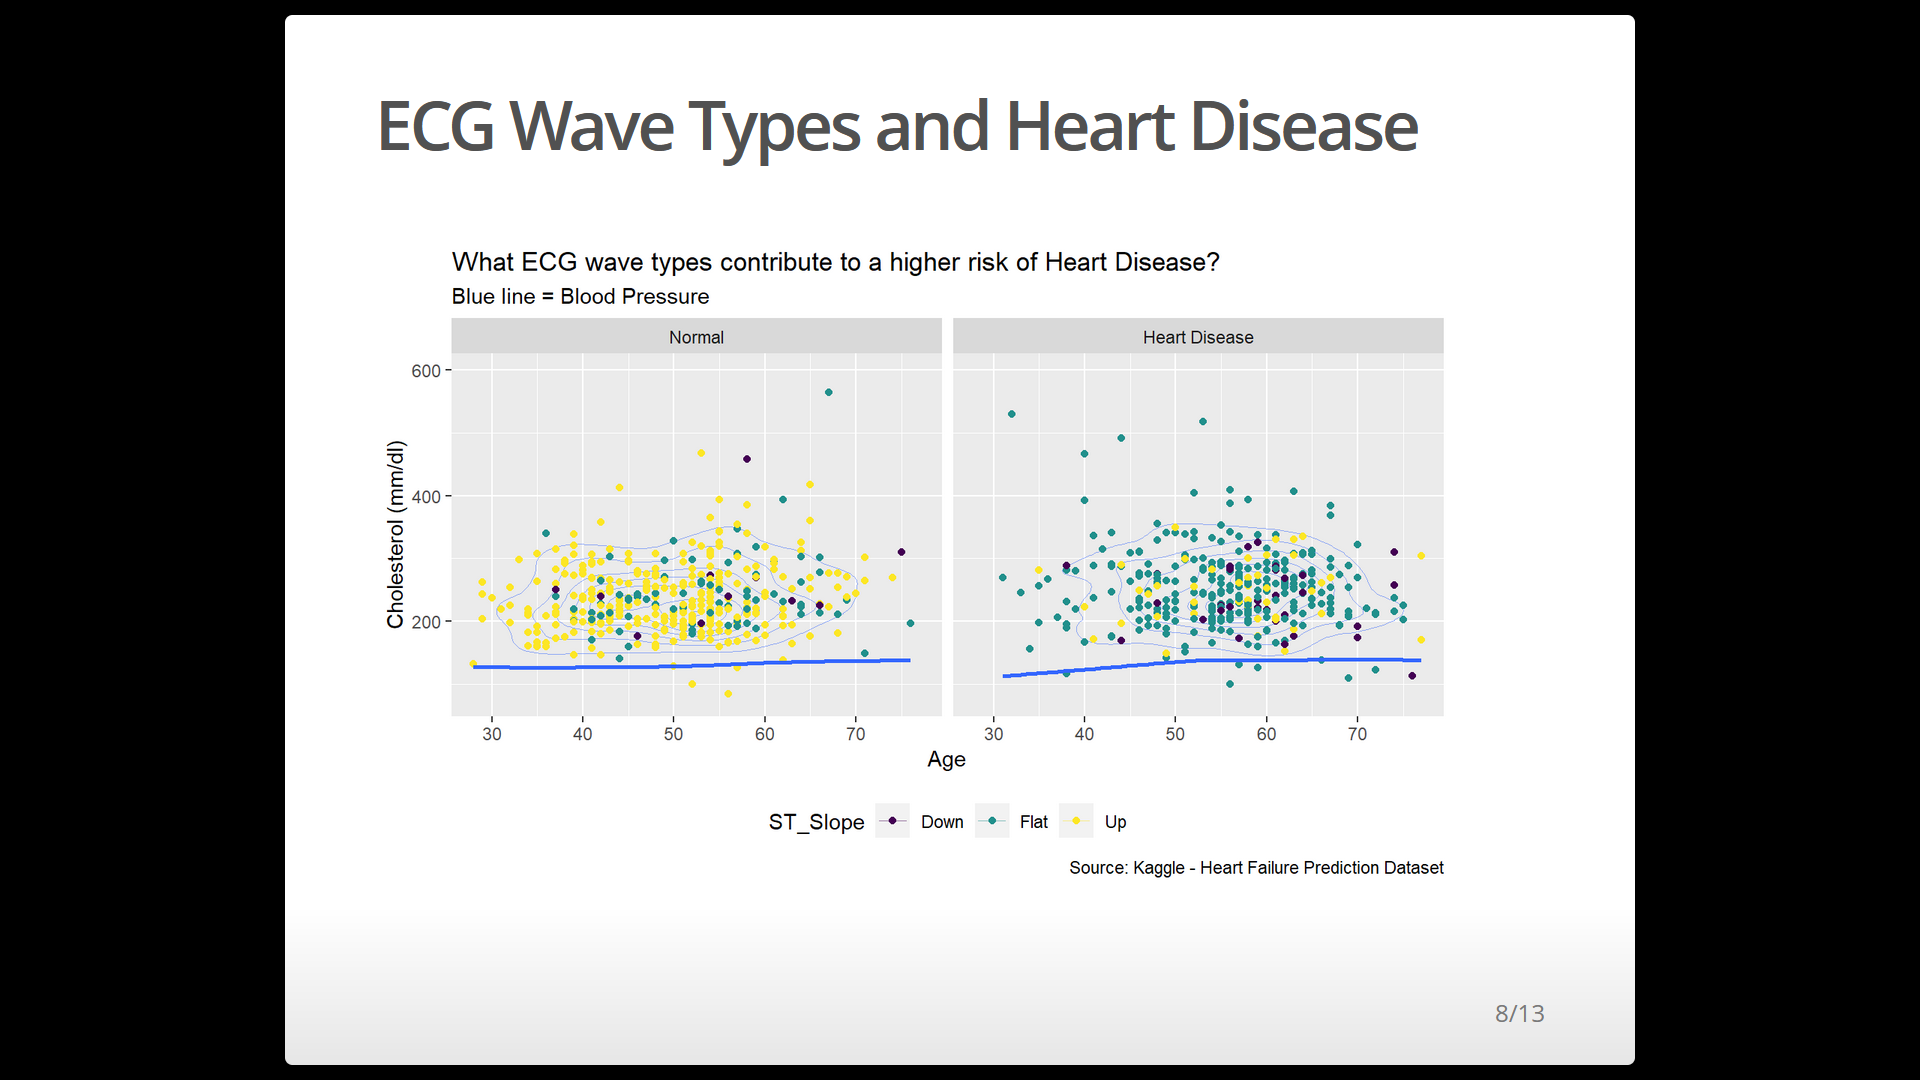 ECG Wave Types and Heart Disease
What ECG wave types contribute to a higher risk of Heart Disease?
Blue line = Blood Pressure
Normal
Heart Disease
Cholesterol (mm/dl)
600
400
200
30 40 50 60 70
30 40 50 60 70
Age
ST_Slope Down Flat Up
Source: Kaggle - Heart Failure Prediction Dataset
8/13